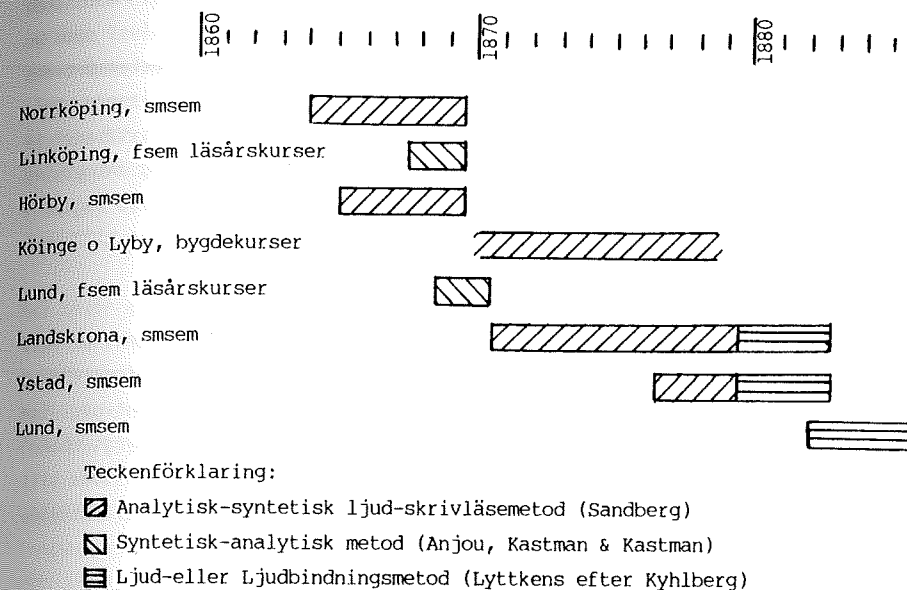 1860 1870 1880
Norrköping, smsem
Linköping, fsem läsårskurser
Hörby, smsem
Köinge o Lyby, bygdekurser
Lund, fsem läsårskurser
Landskrona, smsem
Ystad, smsem
Lund, smsem
Teckenförklaring:
Analytisk-syntetisk ljud-skrivläsemetod (Sandberg)
Syntetisk-analytisk metod (Anjou, Kastman & Kastman)
Ljud-eller Ljudbindningsmetod (Lyttkens efter Kyhlberg)